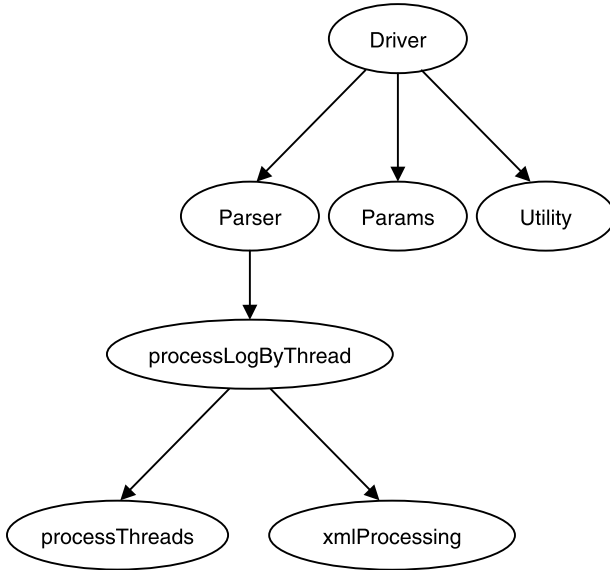 Driver
Parser
Params
Utility
processLogByThread
processThreads
xmlProcessing